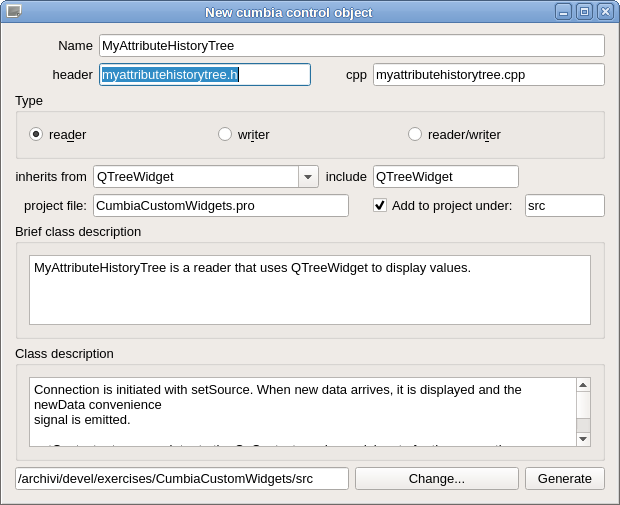 New cumbia control object
Name MyAttributeHistoryTree
header myattributehistorytree.h cpp myattributehistorytree.cpp
Type
reader writer reader/writer
inherits from QTreeWidget include QTreeWidget
project file: CumbiaCustomWidgets.pro Add to project under: src
Brief class description
MyAttributeHistoryTree is a reader that uses QTreeWidget to display values.
Class description
Connection is initiated with setSource. When new data arrives, it is displayed and the
newData convenience
signal is emitted.
/archivi/devel/exercises/CumbiaCustomWidgets/src Change... Generate